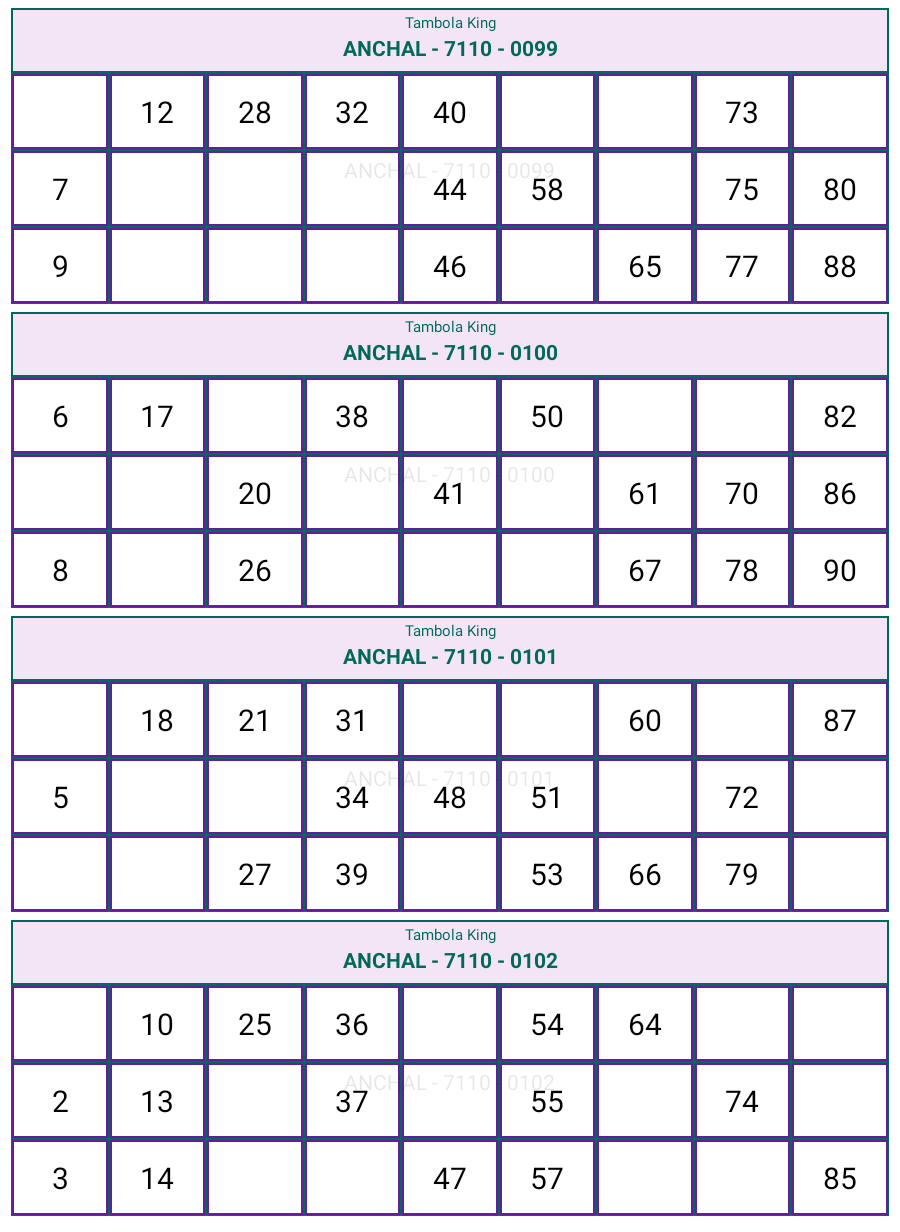 Tambola King
ANCHAL - 7110 - 0099
12 28 32 40 73
ANCHAL - 7110 - 0099
7 44 58 75 80
9 46 65 77 88
Tambola King
ANCHAL - 7110 - 0100
6 17 38 50 82
ANCHAL - 7110 - 0100
20 41 61 70 86
8 26 67 78 90
Tambola King
ANCHAL - 7110 - 0101
18 21 31 60 87
ANCHAL - 7110 - 0101
5 34 48 51 72
27 39 53 66 79
Tambola King
ANCHAL - 7110 - 0102
10 25 36 54 64
ANCHAL - 7110 - 0102
2 13 37 55 74
3 14 47 57 85